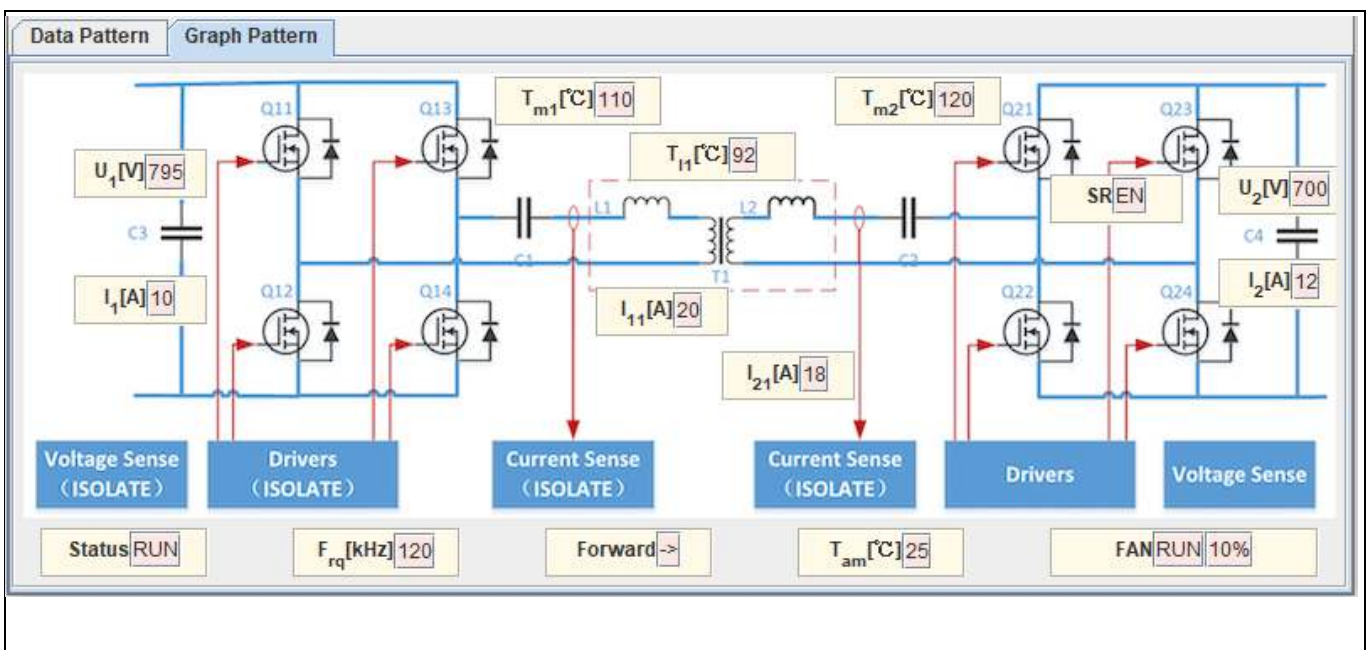 Data Pattern
Graph Pattern
Tm1[℃] 110
Tm2[℃] 120
Q11
Q13
Q21
Q23
Tl1[℃] 92
U1[V] 795
SR EN
U2[V] 700
L1
L2
C3
C1
T1
C2
C4
I1[A] 10
Q12
Q14
I11[A] 20
Q22
Q24
I2[A] 12
I21[A] 18
Voltage Sense
（ISOLATE）
Drivers
（ISOLATE）
Current Sense
（ISOLATE）
Current Sense
（ISOLATE）
Drivers
Voltage Sense
Status RUN
Frq[kHz] 120
Forward ->
Tam[℃] 25
FAN RUN 10%